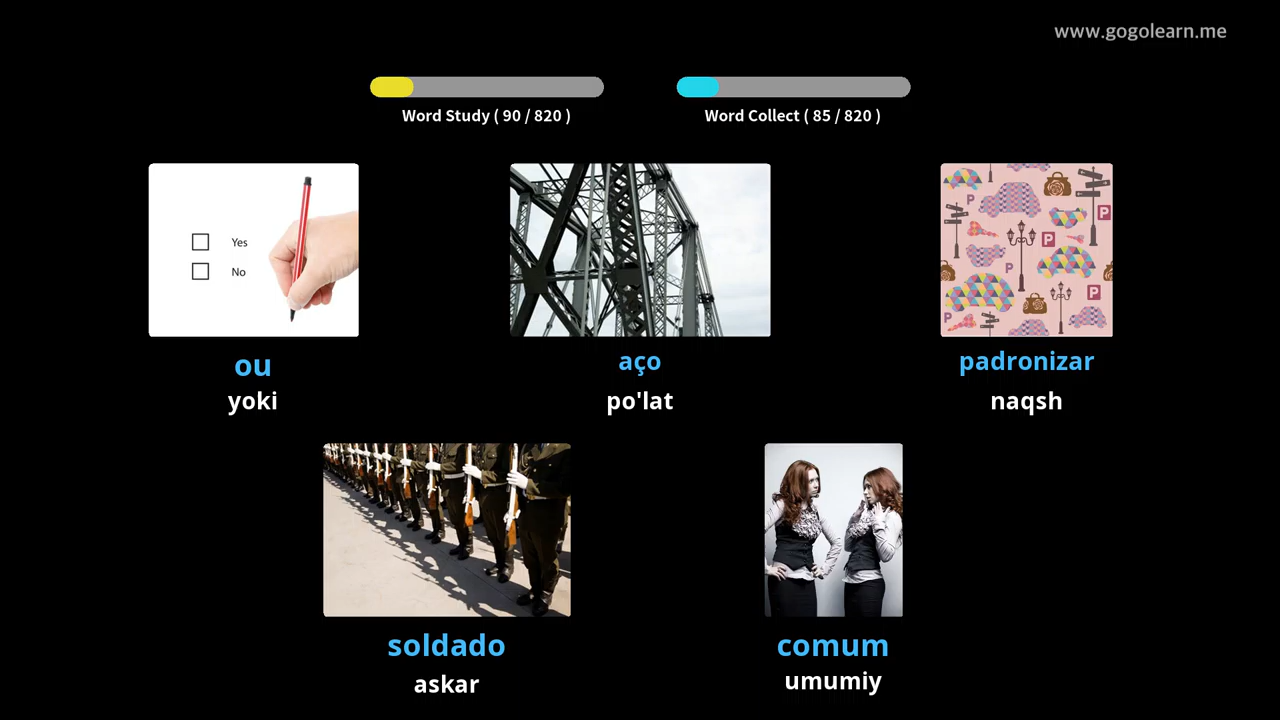 www.gogolearn.me
Word Study ( 90 / 820 )
Word Collect ( 85 / 820 )
Yes
No
P
P
P
P
P
P
ou
yoki
aço
po'lat
padronizar
naqsh
soldado
askar
comum
umumiy